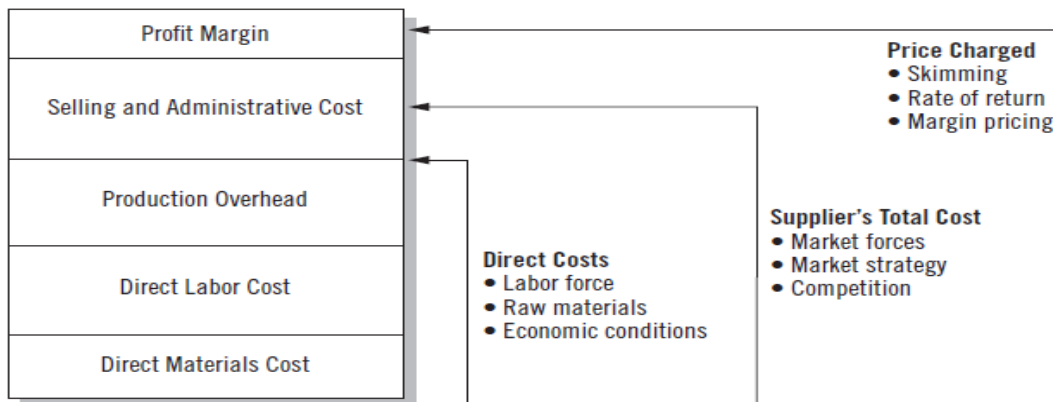 Profit Margin
Selling and Administrative Cost
Production Overhead
Direct Labor Cost
Direct Materials Cost
Direct Costs
• Labor force
• Raw materials
• Economic conditions
Supplier's Total Cost
• Market forces
• Market strategy
• Competition
Price Charged
• Skimming
• Rate of return
• Margin pricing